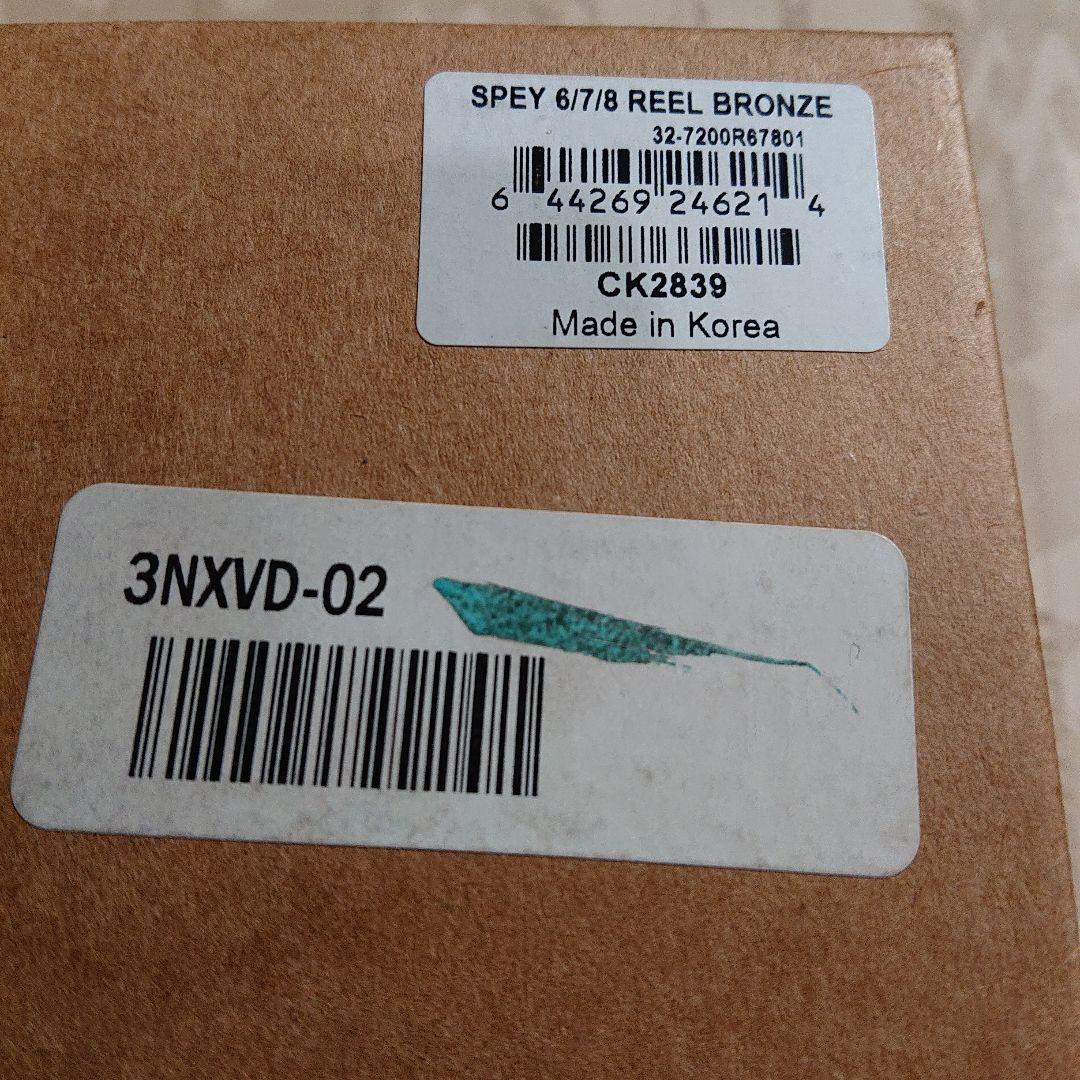 SPEY 6/7/8 REEL BRONZE
32-7200R67801
6 44269 24621 4
CK2839
Made in Korea
3NXVD-02